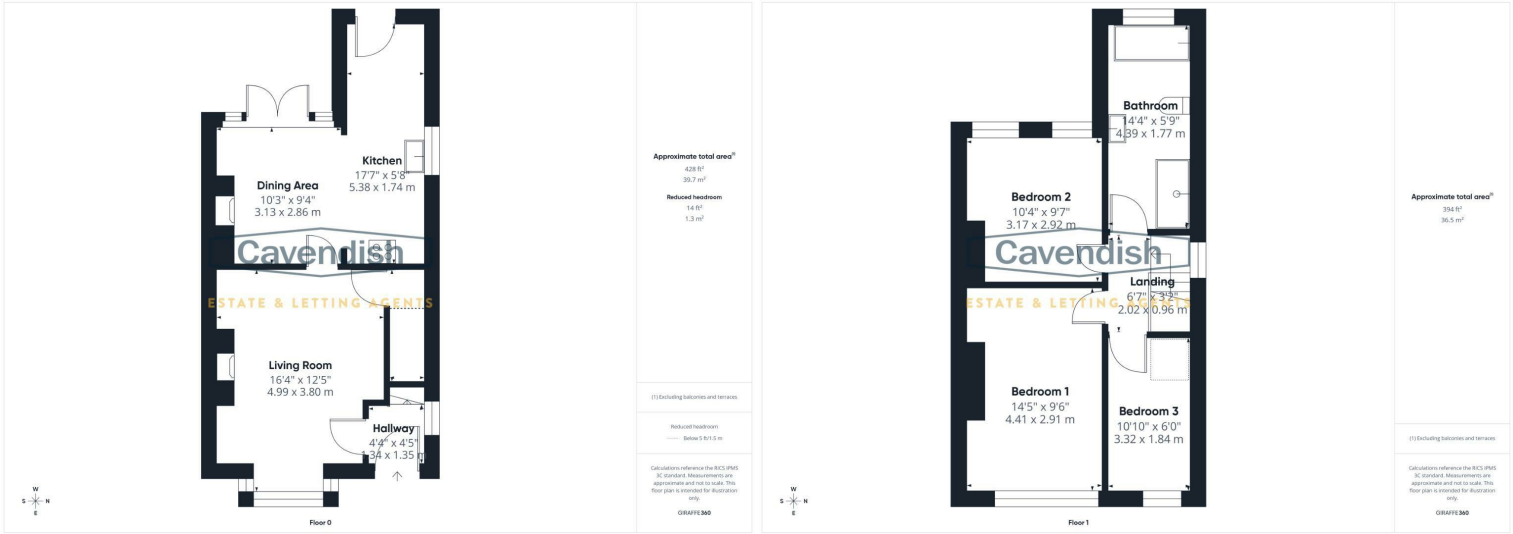 Kitchen
17'7" x 5'8"
5.38 x 1.74 m
Dining Area
10'3" x 9'4"
3.13 x 2.86 m
Cavendish
ESTATE & LETTING AGENTS
Living Room
16'4" x 12'5"
4.99 x 3.80 m
Hallway
4'4" x 4'5"
1.34 x 1.35 m
W
S N
E
Floor 0
Approximate total area(1)
428 ft²
39.7 m²
Reduced headroom
14 ft²
1.3 m²
(1) Excluding balconies and terraces
Reduced headroom
Below 5 ft/1.5 m
Calculations reference the RICS IPMS
3C standard. Measurements are
approximate and not to scale. This
floor plan is intended for illustration
only.
GIRAFFE360
Bathroom
14'4" x 5'9"
4.39 x 1.77 m
Bedroom 2
10'4" x 9'7"
3.17 x 2.92 m
Cavendish
ESTATE & LETTING AGENTS
Landing
6'7" x 3'2"
2.02 x 0.96 m
Bedroom 1
14'5" x 9'6"
4.41 x 2.91 m
Bedroom 3
10'10" x 6'0"
3.32 x 1.84 m
W
S N
E
Floor 1
Approximate total area(1)
394 ft²
36.5 m²
(1) Excluding balconies and terraces
Calculations reference the RICS IPMS
3C standard. Measurements are
approximate and not to scale. This
floor plan is intended for illustration
only.
GIRAFFE360